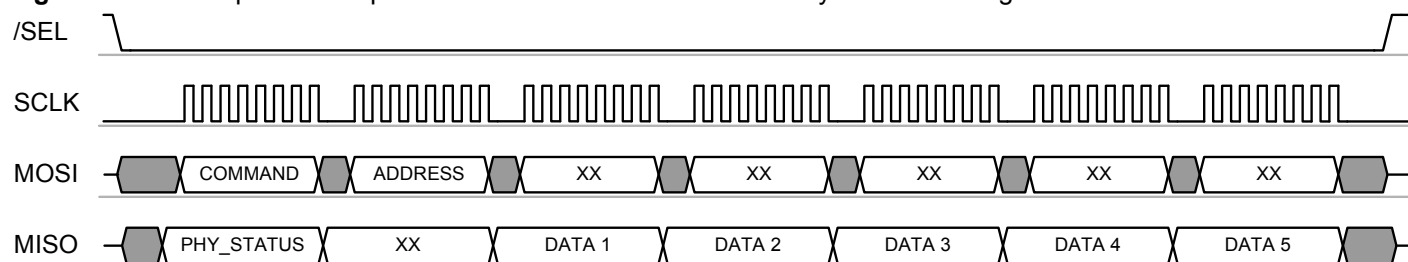 /SEL
SCLK
MOSI COMMAND ADDRESS XX XX XX XX XX
MISO PHY_STATUS XX DATA 1 DATA 2 DATA 3 DATA 4 DATA 5